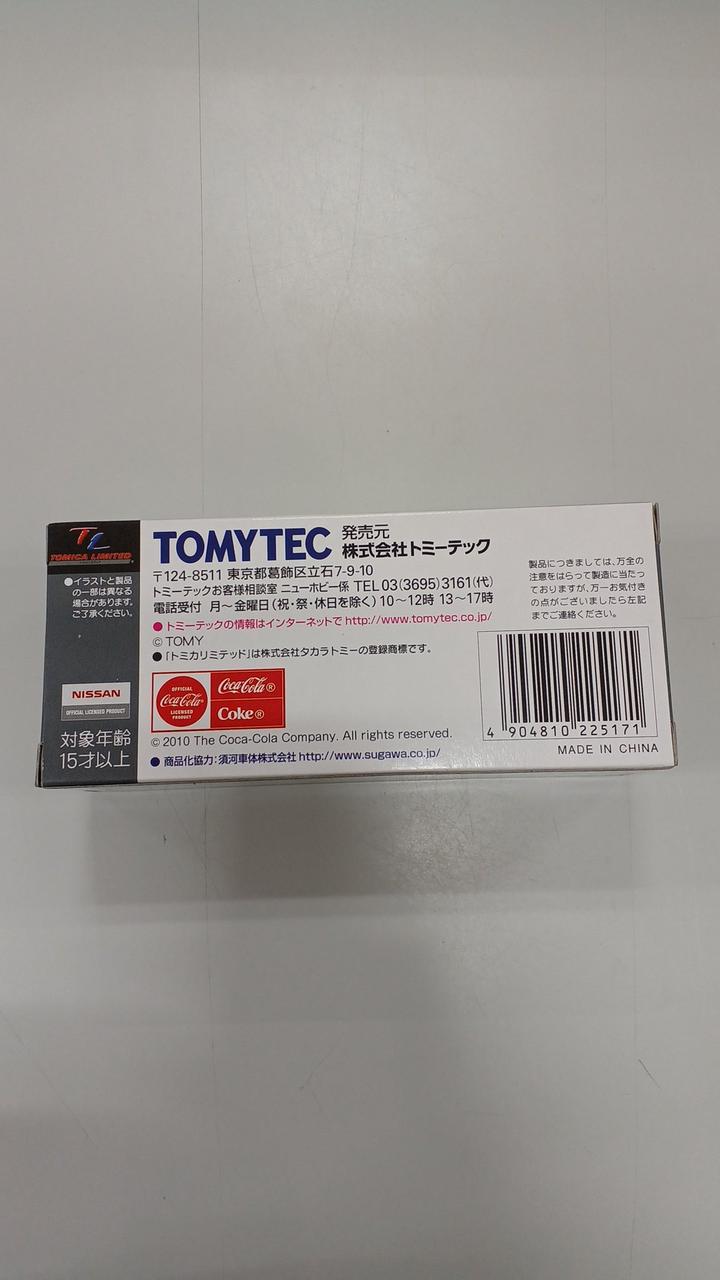 TL
TOMICA LIMITED
●イラストと製品
の一部は異なる
場合があります。
ご了承ください。
NISSAN
OFFICIAL LICENSED PRODUCT
対象年齢
15才以上
TOMYTEC 発売元
株式会社トミーテック
〒124-8511 東京都葛飾区立石7-9-10
トミーテックお客様相談室 ニューホビー係 TEL 03(3695)3161(代)
電話受付 月〜金曜日(祝・祭・休日を除く)10〜12時 13〜17時
●トミーテックの情報はインターネットで http://www.tomytec.co.jp/
© TOMY
●「トミカリミテッド」は株式会社タカラトミーの登録商標です。
OFFICIAL
Coca-Cola®
LICENSED
PRODUCT
Coca-Cola®
Coke®
© 2010 The Coca-Cola Company. All rights reserved.
●商品化協力:須河車体株式会社 http://www.sugawa.co.jp/
製品につきましては、万全の
注意をはらって製造に当たっ
ておりますが、万一お気付き
の点がございましたら左記
までご連絡ください。
4 904810 225171
MADE IN CHINA